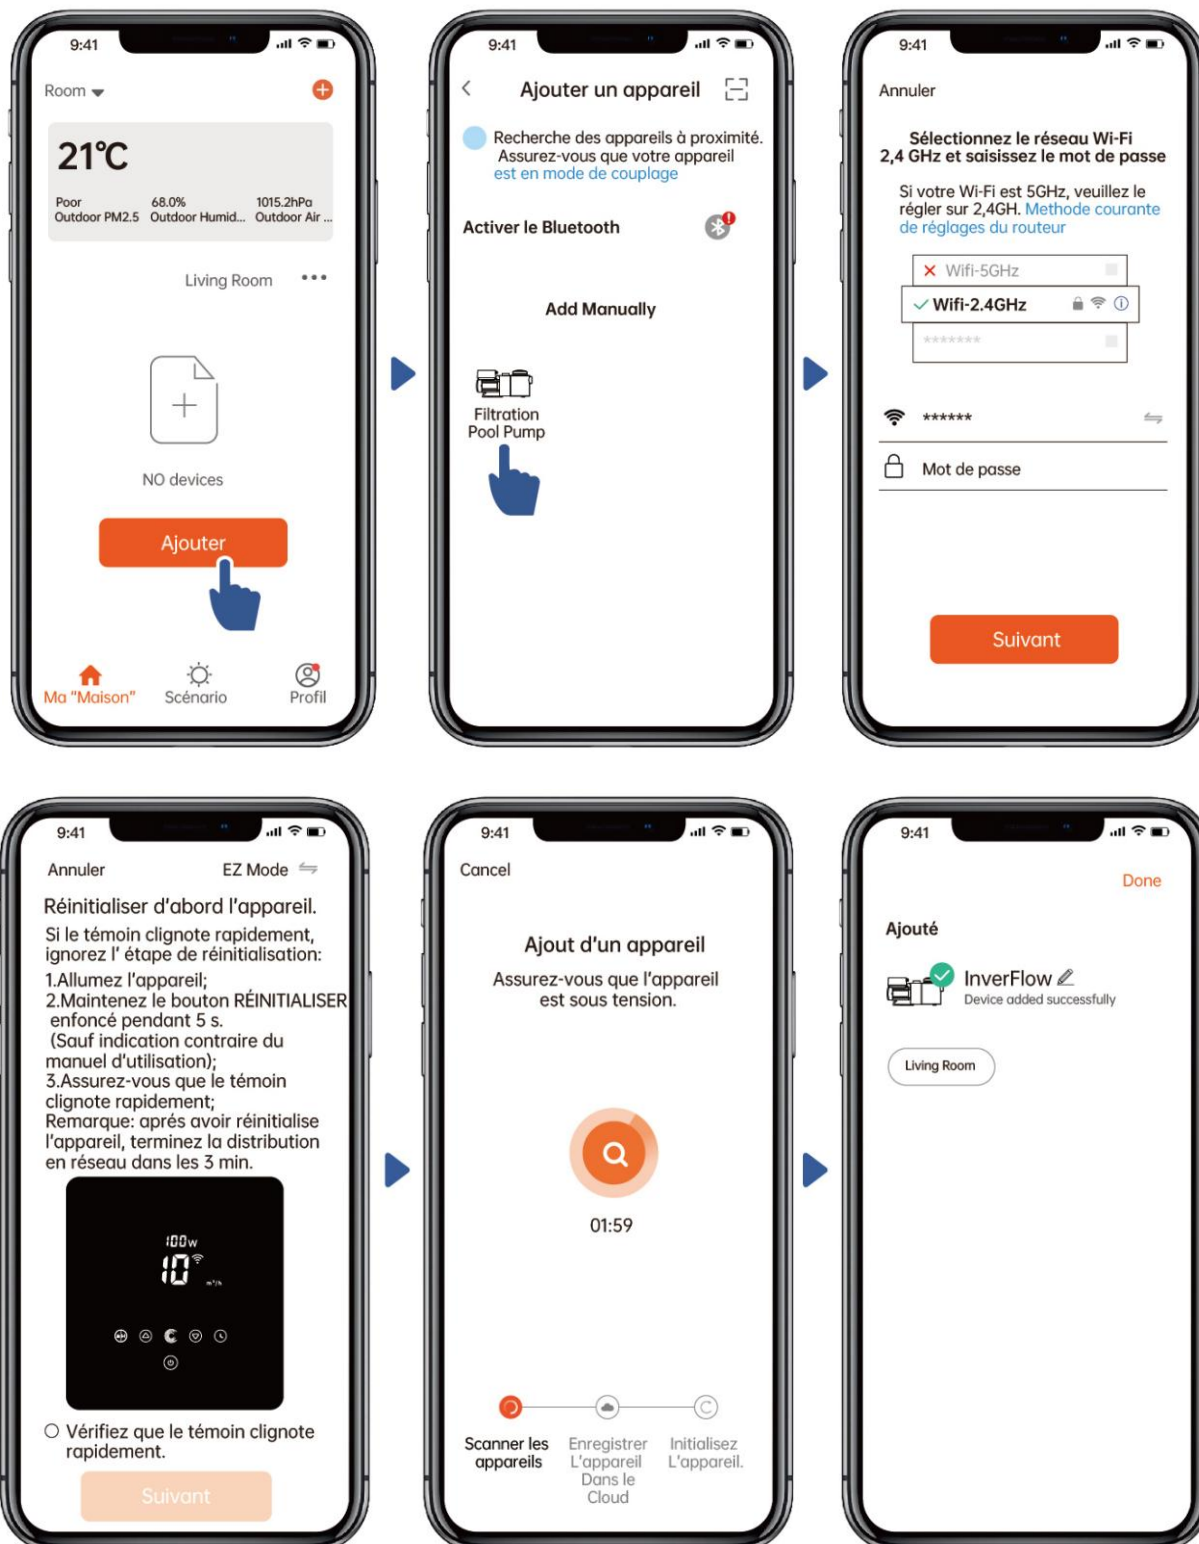 9:41
Room
21℃
Poor 68.0% 1015.2hPa
Outdoor PM2.5 Outdoor Humid... Outdoor Air ...
Living Room
NO devices
Ajouter
Ma "Maison" Scénario Profil
9:41
Ajouter un appareil
Recherche des appareils à proximité.
Assurez-vous que votre appareil
est en mode de couplage
Activer le Bluetooth
Add Manually
Filtration
Pool Pump
9:41
Annuler
Sélectionnez le réseau Wi-Fi
2,4 GHz et saisissez le mot de passe
Si votre Wi-Fi est 5GHz, veuillez le
régler sur 2,4GH. Methode courante
de réglages du routeur
Wifi-5GHz
Wifi-2.4GHz
*******
******
Mot de passe
Suivant
9:41
Annuler EZ Mode
Réinitialiser d'abord l'appareil.
Si le témoin clignote rapidement,
ignorez l' étape de réinitialisation:
1.Allumez l'appareil;
2.Maintenez le bouton RÉINITIALISER
enfoncé pendant 5 s.
(Sauf indication contraire du
manuel d'utilisation);
3.Assurez-vous que le témoin
clignote rapidement;
Remarque: aprés avoir réinitialise
l'appareil, terminez la distribution
en réseau dans les 3 min.
100w
10
m³/h
Vérifiez que le témoin clignote
rapidement.
Suivant
9:41
Cancel
Ajout d'un appareil
Assurez-vous que l'appareil
est sous tension.
01:59
Scanner les Enregistrer Initialisez
appareils L'appareil L'appareil.
Dans le
Cloud
9:41
Done
Ajouté
InverFlow
Device added successfully
Living Room